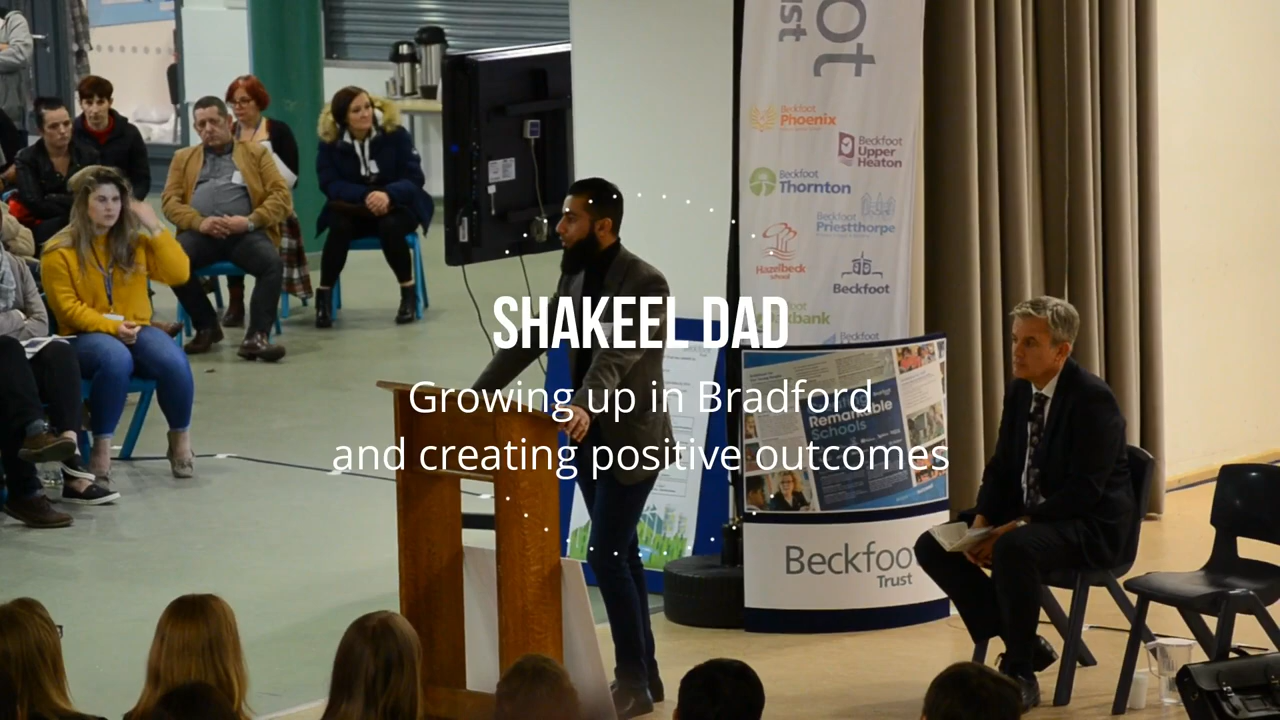 ot
ust
Beckfoot
Phoenix
Beckfoot
Upper
Heaton
Beckfoot
Thornton
Beckfoot
Priestthorpe
Hazelbeck
school
Beckfoot
SHAKEEL DAD
Growing up in Bradford
and creating positive outcomes
Remarkable
Schools
Beckfoot
Trust